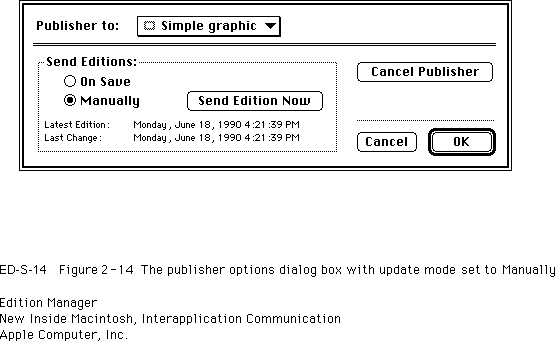 Publisher to: Simple graphic
Send Editions:
On Save
Manually
Send Edition Now
Latest Edition: Monday, June 18, 1990 4:21:39 PM
Last Change: Monday, June 18, 1990 4:21:39 PM
Cancel Publisher
Cancel
OK
ED-S-14 Figure 2-14 The publisher options dialog box with update mode set to Manually
Edition Manager
New Inside Macintosh, Interapplication Communication
Apple Computer, Inc.